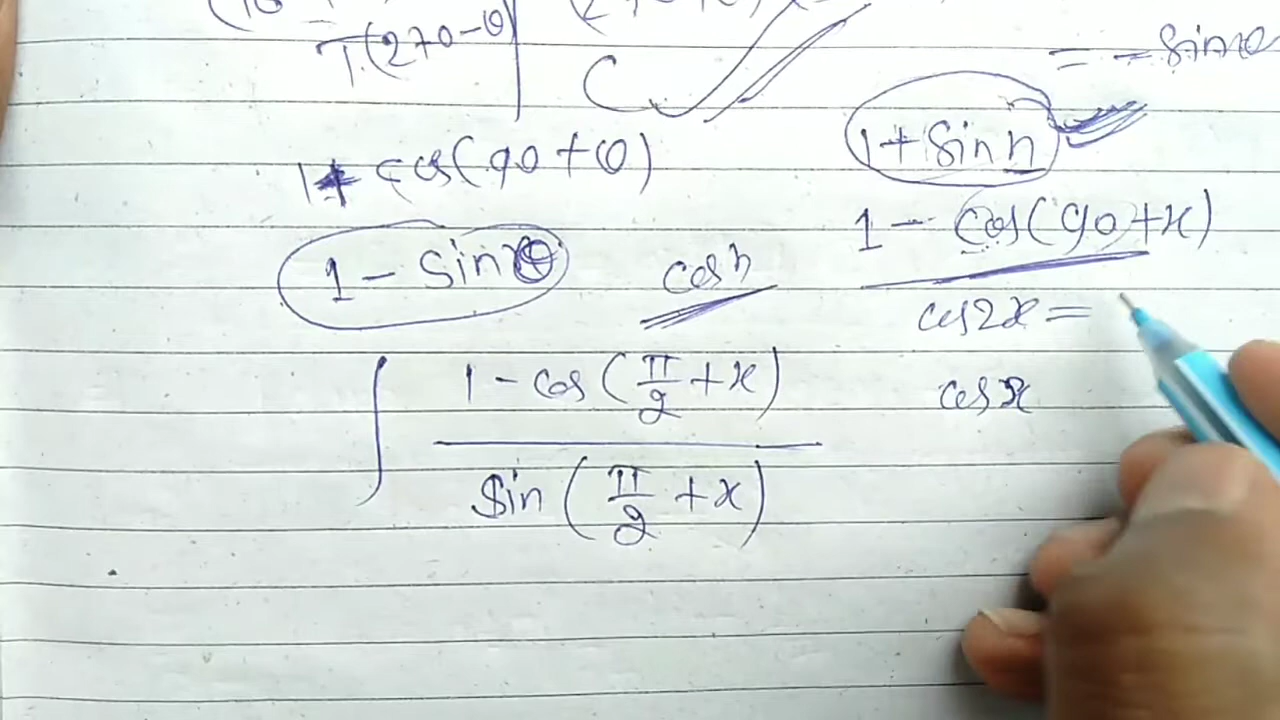 T(270-θ)
= - sinθ
1 + sin x
1 + cos(90+θ)
1 - cos(90+x)
1 - sin x
cos x
cos2x =
∫ (1 - cos(π/2 + x)) / (sin(π/2 + x))
cos x